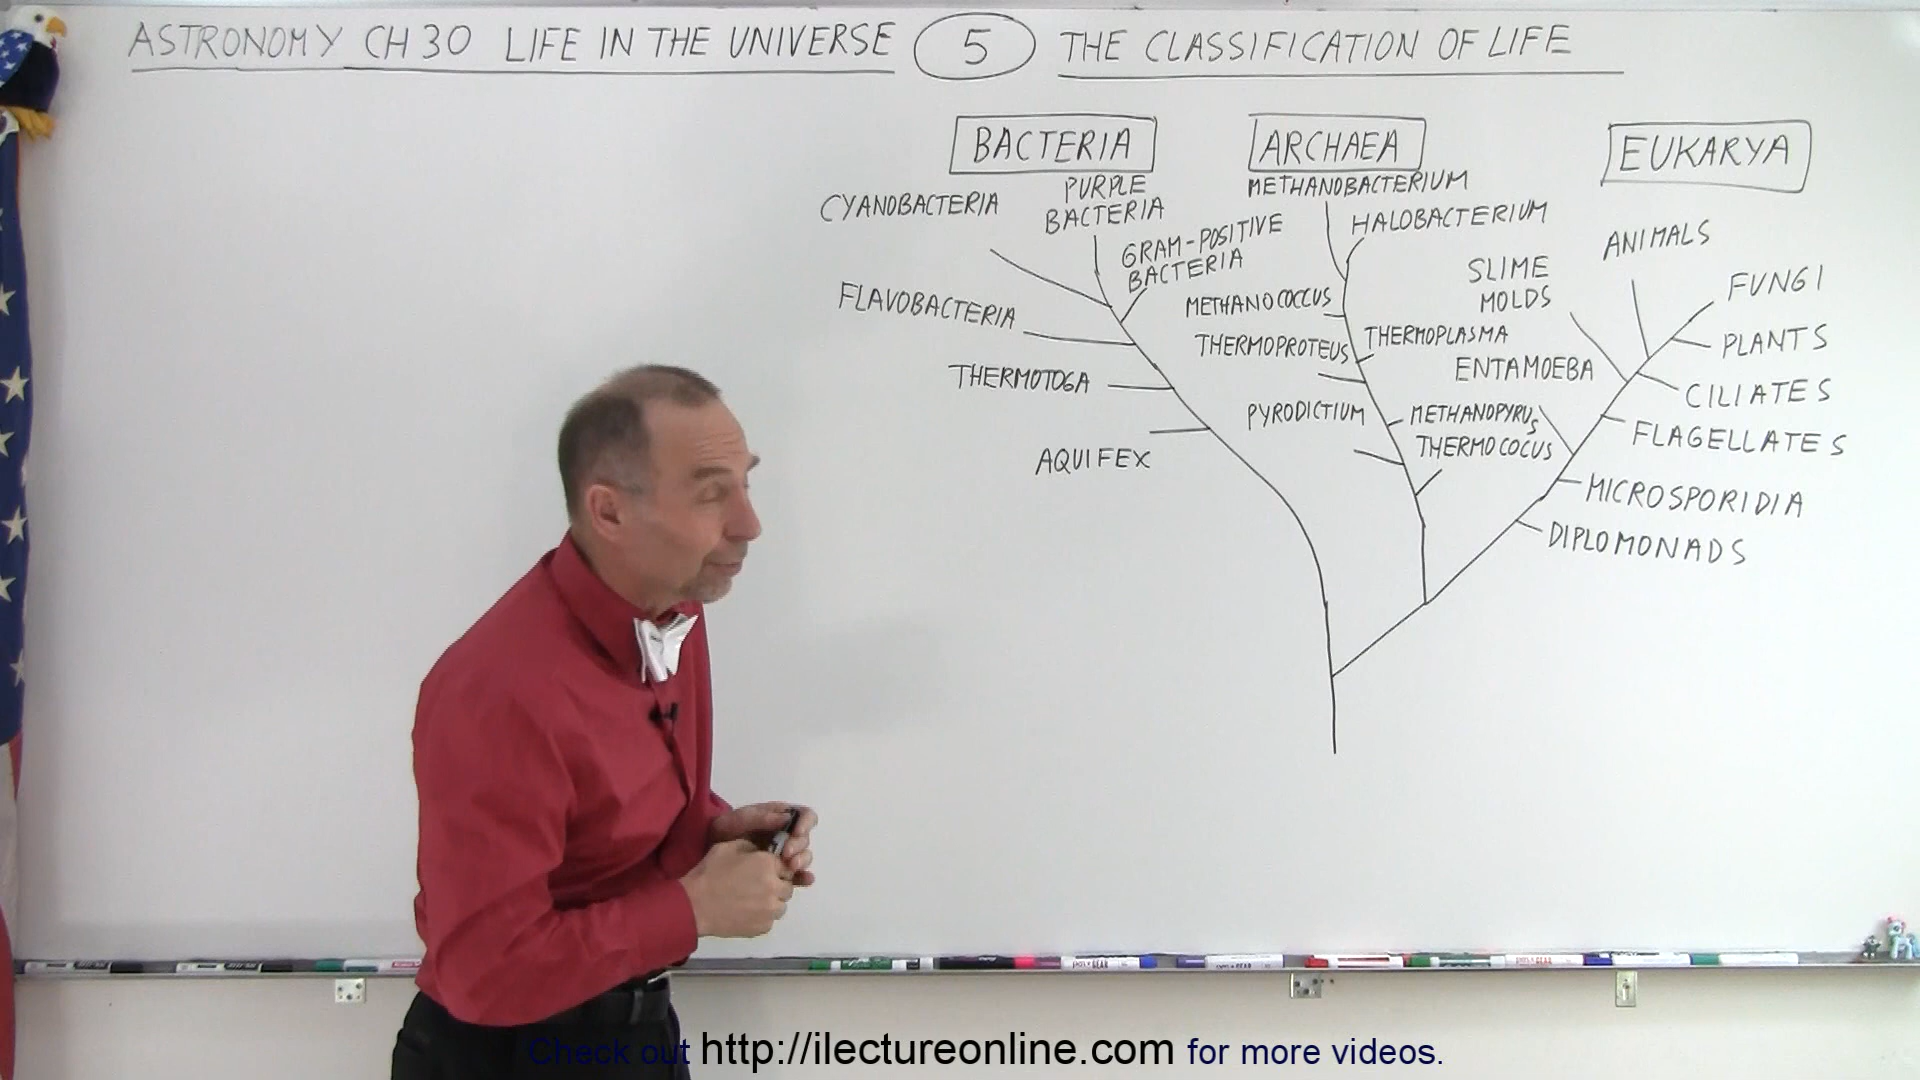 ASTRONOMY CH 30 LIFE IN THE UNIVERSE 5 THE CLASSIFICATION OF LIFE
BACTERIA
CYANOBACTERIA
PURPLE
BACTERIA
GRAM-POSITIVE
BACTERIA
FLAVOBACTERIA
THERMOTOGA
AQUIFEX
ARCHAEA
METHANOBACTERIUM
HALOBACTERIUM
METHANOCOCCUS
THERMOPROTEUS
THERMOPLASMA
PYRODICTIUM
METHANOPYRUS
THERMOCOCUS
EUKARYA
ANIMALS
SLIME
MOLDS
FUNGI
PLANTS
ENTAMOEBA
CILIATES
FLAGELLATES
MICROSPORIDIA
DIPLOMONADS
Check out http://ilectureonline.com for more videos.